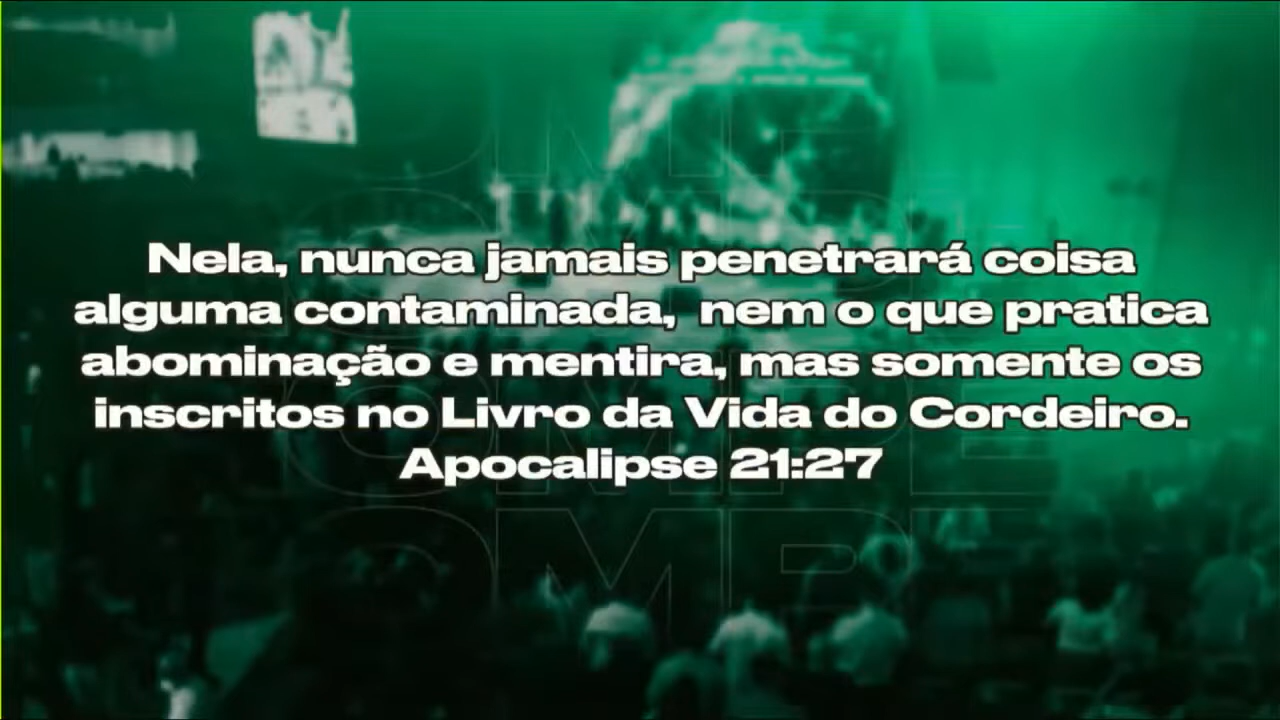 Nela, nunca jamais penetrará coisa
alguma contaminada, nem o que pratica
abominação e mentira, mas somente os
inscritos no Livro da Vida do Cordeiro.
Apocalipse 21:27